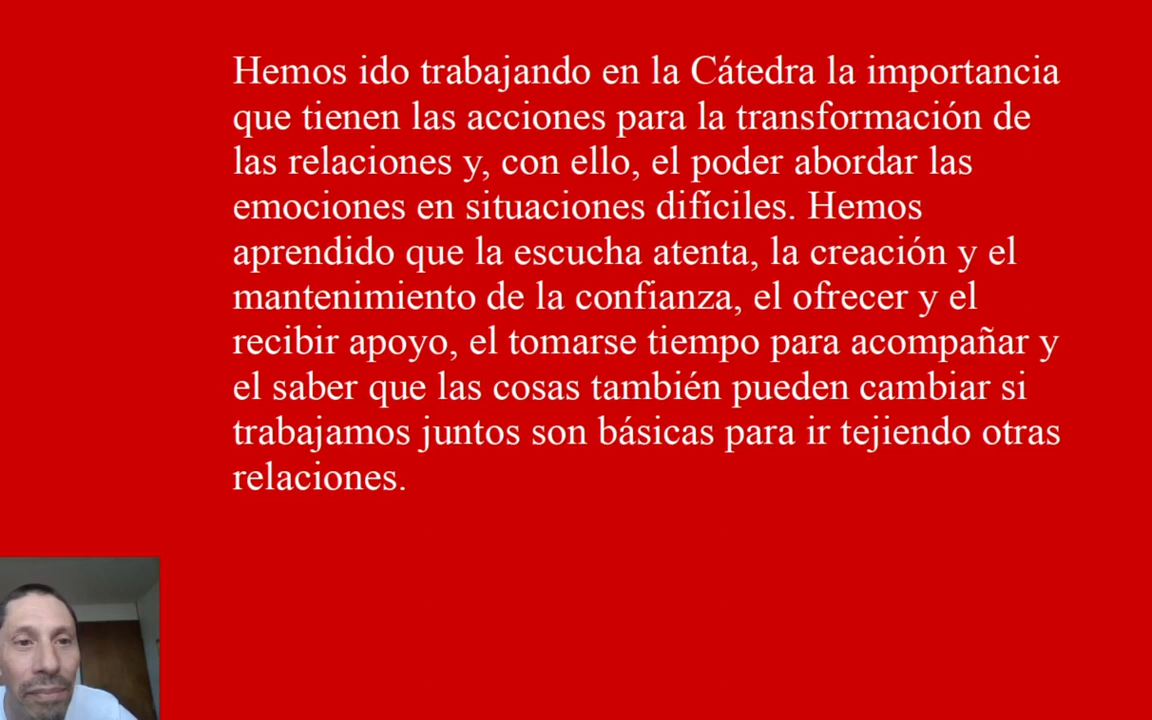 Hemos ido trabajando en la Cátedra la importancia
que tienen las acciones para la transformación de
las relaciones y, con ello, el poder abordar las
emociones en situaciones difíciles. Hemos
aprendido que la escucha atenta, la creación y el
mantenimiento de la confianza, el ofrecer y el
recibir apoyo, el tomarse tiempo para acompañar y
el saber que las cosas también pueden cambiar si
trabajamos juntos son básicas para ir tejiendo otras
relaciones.